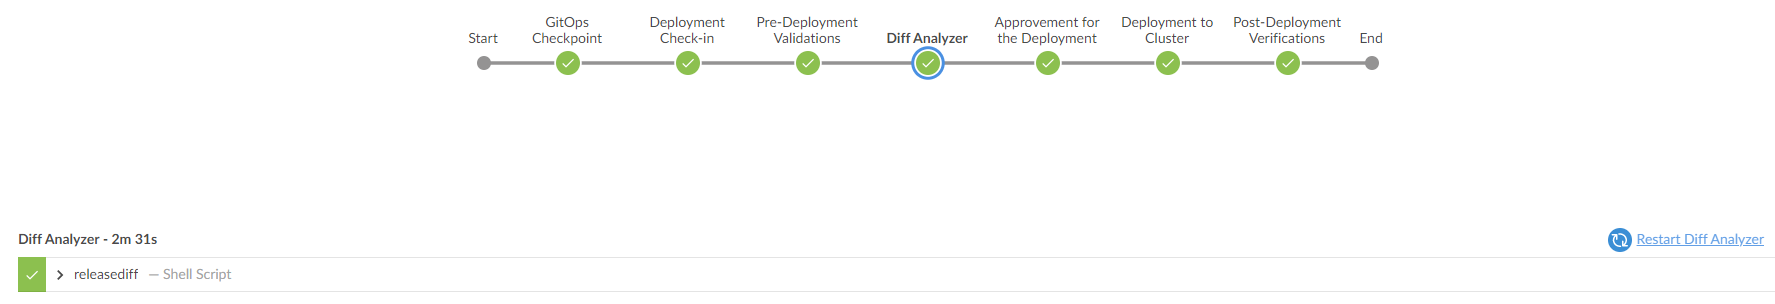 Start
GitOps
Checkpoint
Deployment
Check-in
Pre-Deployment
Validations
Diff Analyzer
Approvement for
the Deployment
Deployment to
Cluster
Post-Deployment
Verifications
End
Diff Analyzer - 2m 31s
Restart Diff Analyzer
releasediff — Shell Script